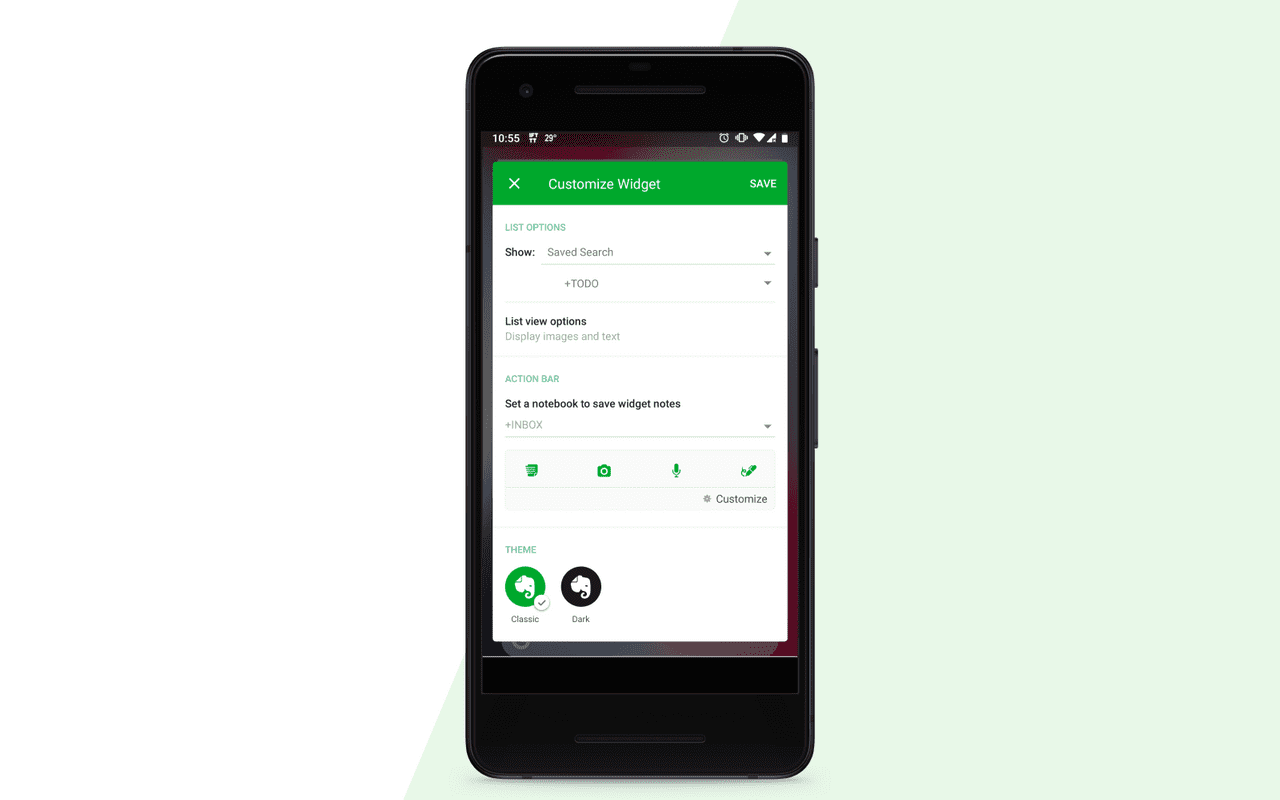 10:55 29°
Customize Widget SAVE
LIST OPTIONS
Show: Saved Search
+TODO
List view options
Display images and text
ACTION BAR
Set a notebook to save widget notes
+INBOX
Customize
THEME
Classic Dark